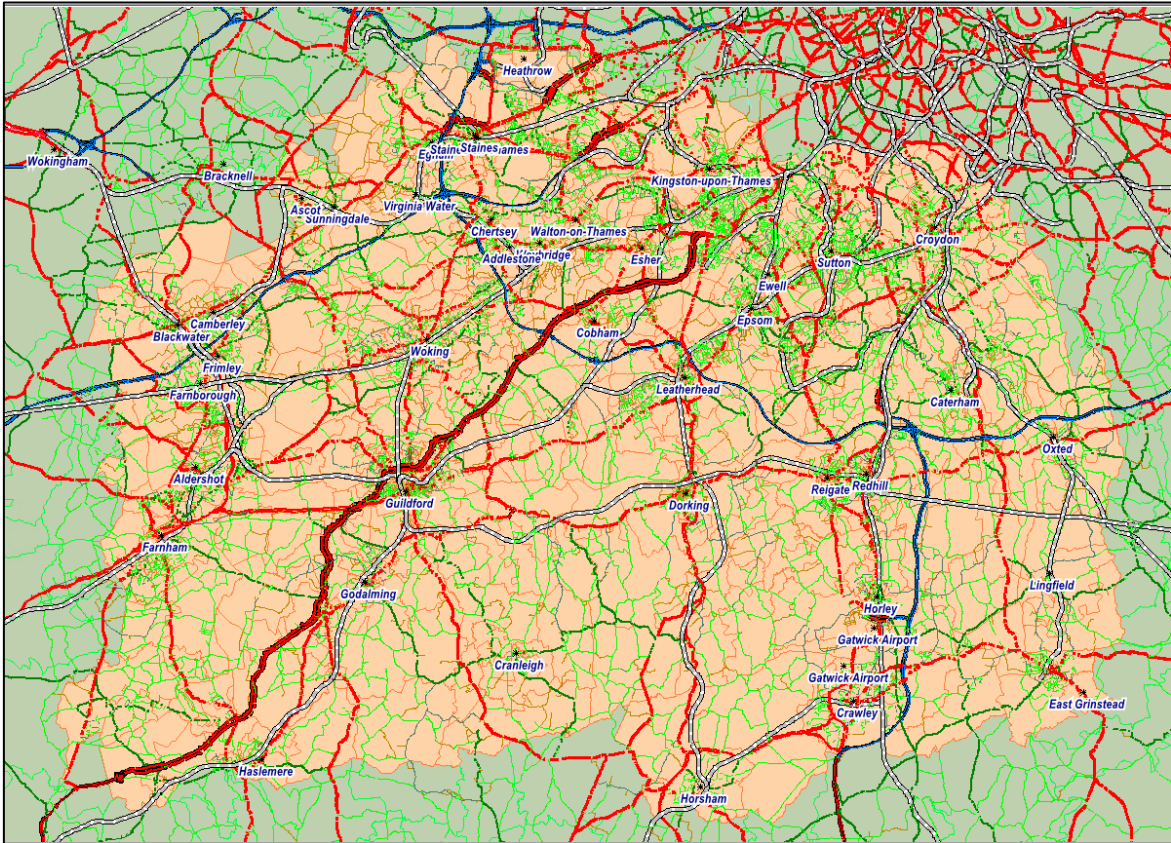 Heathrow
Wokingham
Bracknell
Staines
Kingston-upon-Thames
Ascot
Sunningdale
Virginia Water
Chertsey
Walton-on-Thames
Addlestone
Esher
Croydon
Sutton
Ewell
Camberley
Blackwater
Cobham
Epsom
Woking
Frimley
Farnborough
Leatherhead
Caterham
Oxted
Aldershot
Guildford
Dorking
Reigate
Redhill
Farnham
Godalming
Lingfield
Horley
Gatwick Airport
Cranleigh
Gatwick Airport
Crawley
East Grinstead
Haslemere
Horsham